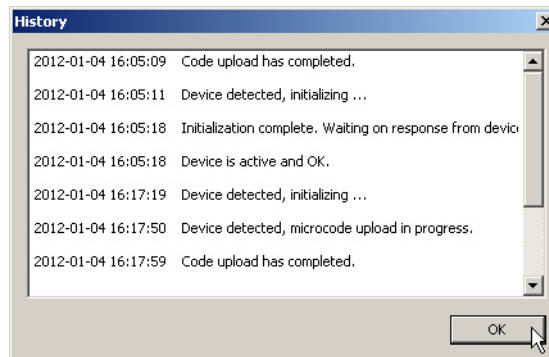 History
2012-01-04 16:05:09 Code upload has completed.
2012-01-04 16:05:11 Device detected, initializing ...
2012-01-04 16:05:18 Initialization complete. Waiting on response from devic
2012-01-04 16:05:18 Device is active and OK.
2012-01-04 16:17:19 Device detected, initializing ...
2012-01-04 16:17:50 Device detected, microcode upload in progress.
2012-01-04 16:17:59 Code upload has completed.
OK